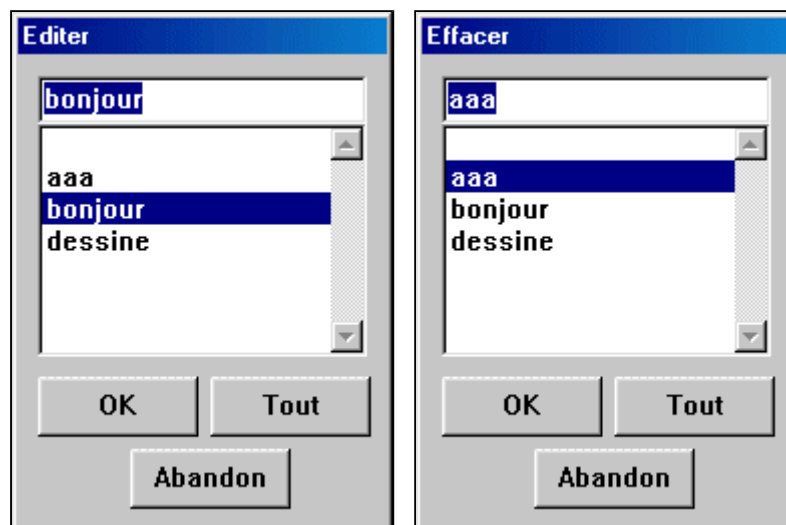 Editer
bonjour
aaa
bonjour
dessine
OK
Tout
Abandon
Effacer
aaa
aaa
bonjour
dessine
OK
Tout
Abandon